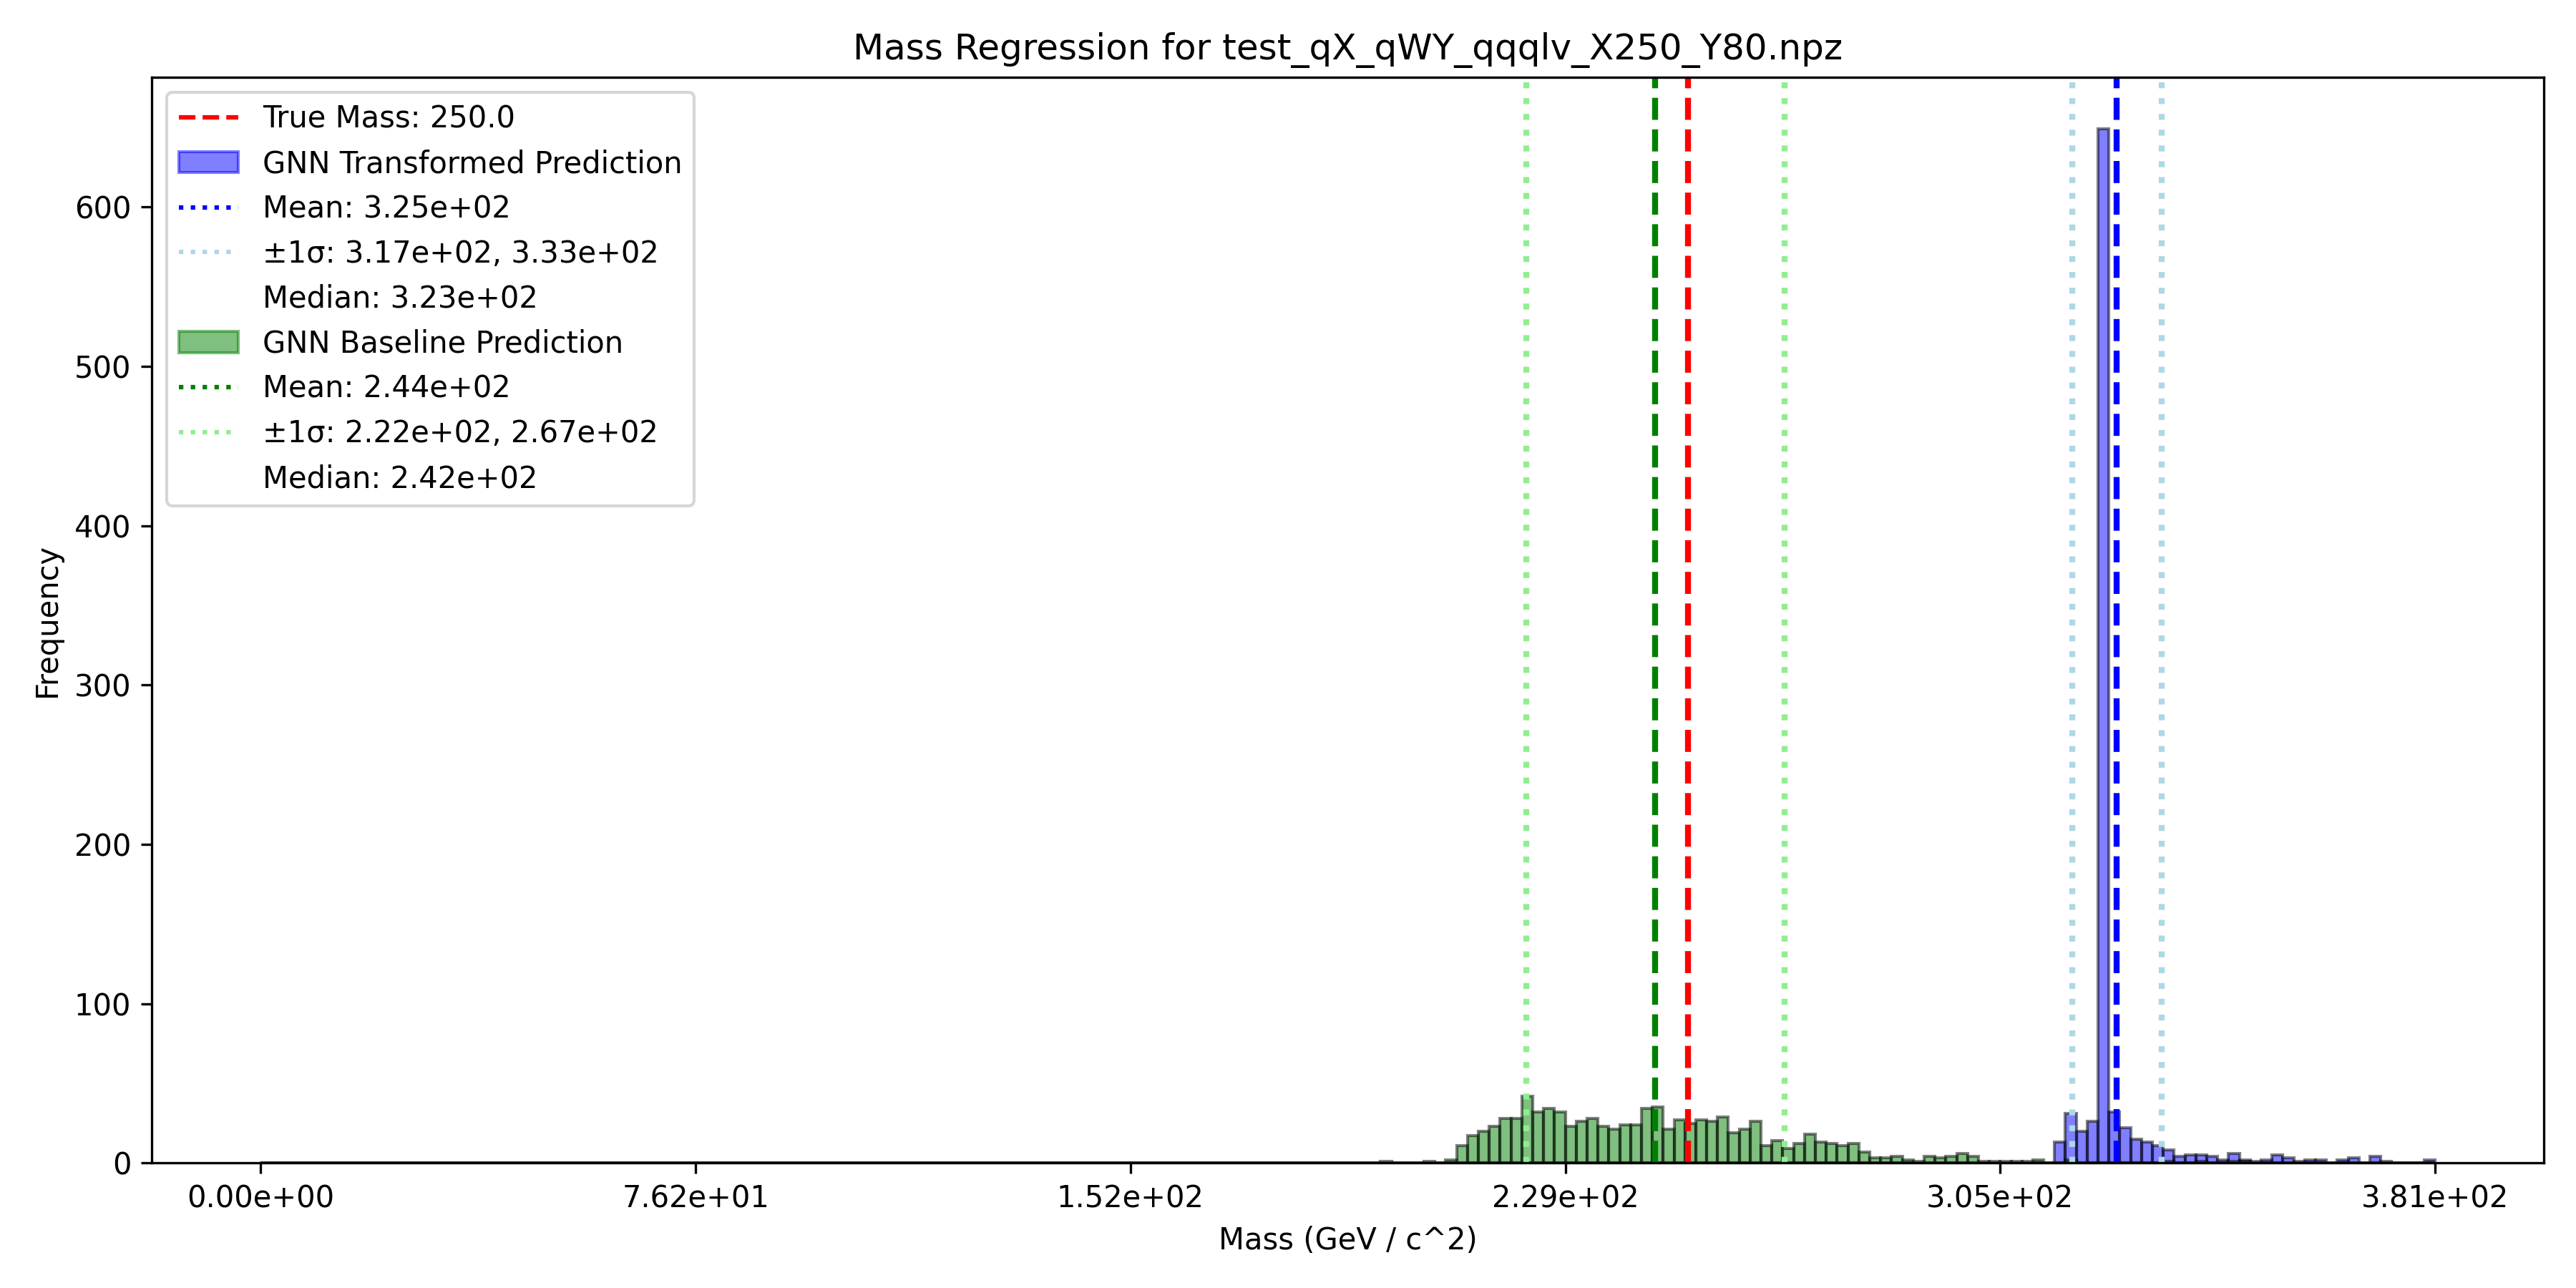 Mass Regression for test_qX_qWY_qqqlv_X250_Y80.npz
True Mass: 250.0
GNN Transformed Prediction
Mean: 3.25e+02
±1σ: 3.17e+02, 3.33e+02
Median: 3.23e+02
GNN Baseline Prediction
Mean: 2.44e+02
±1σ: 2.22e+02, 2.67e+02
Median: 2.42e+02
Frequency
600
500
400
300
200
100
0
0.00e+00 7.62e+01 1.52e+02 2.29e+02 3.05e+02 3.81e+02
Mass (GeV / c^2)